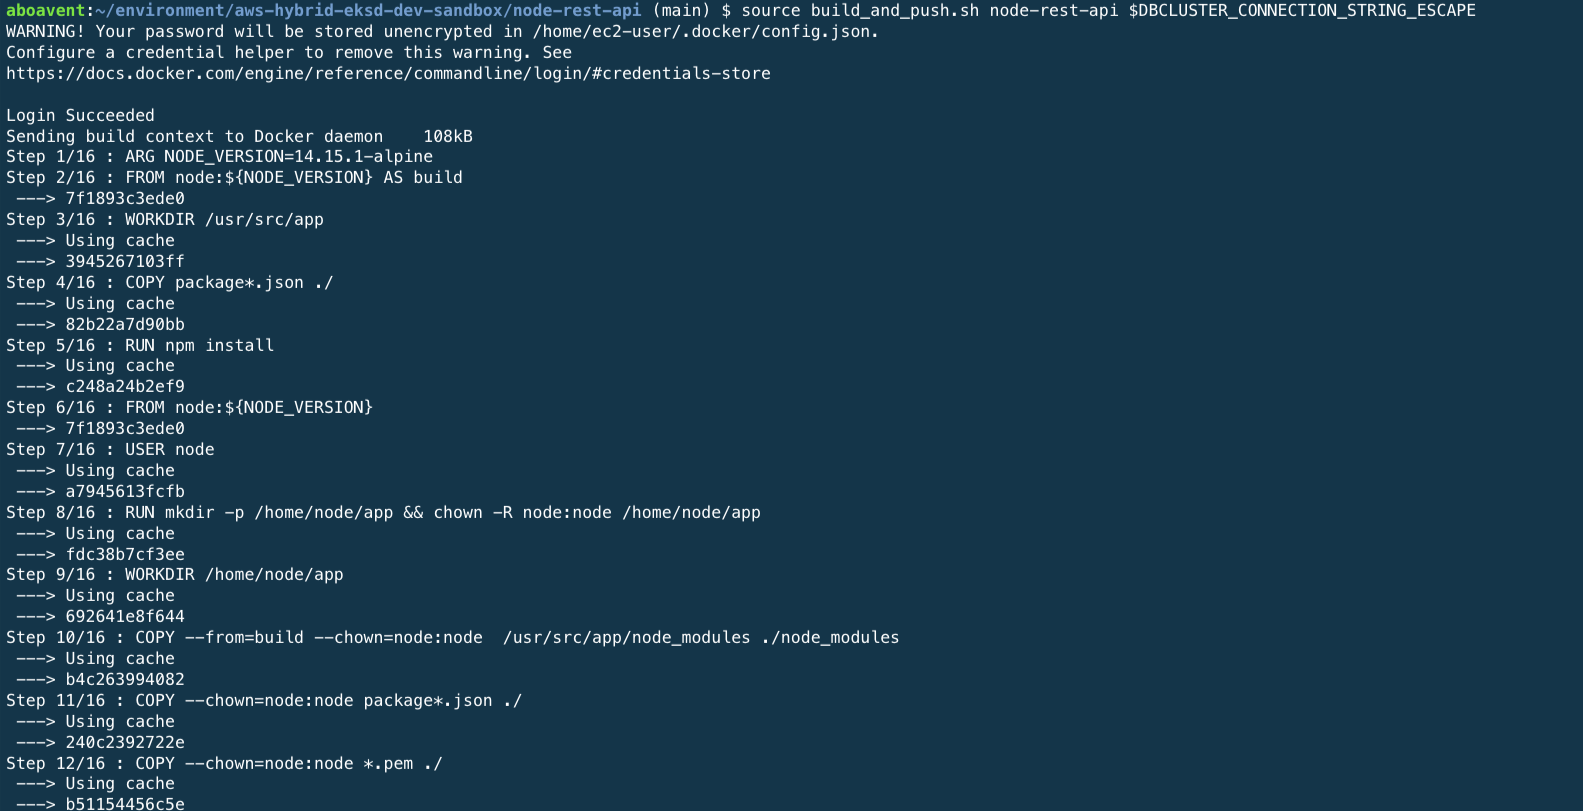 aboavent:~/environment/aws-hybrid-eksd-dev-sandbox/node-rest-api (main) $ source build_and_push.sh node-rest-api $DBCLUSTER_CONNECTION_STRING_ESCAPE
WARNING! Your password will be stored unencrypted in /home/ec2-user/.docker/config.json.
Configure a credential helper to remove this warning. See
https://docs.docker.com/engine/reference/commandline/login/#credentials-store

Login Succeeded
Sending build context to Docker daemon    108kB
Step 1/16 : ARG NODE_VERSION=14.15.1-alpine
Step 2/16 : FROM node:${NODE_VERSION} AS build
 ---> 7f1893c3ede0
Step 3/16 : WORKDIR /usr/src/app
 ---> Using cache
 ---> 3945267103ff
Step 4/16 : COPY package*.json ./
 ---> Using cache
 ---> 82b22a7d90bb
Step 5/16 : RUN npm install
 ---> Using cache
 ---> c248a24b2ef9
Step 6/16 : FROM node:${NODE_VERSION}
 ---> 7f1893c3ede0
Step 7/16 : USER node
 ---> Using cache
 ---> a7945613fcfb
Step 8/16 : RUN mkdir -p /home/node/app && chown -R node:node /home/node/app
 ---> Using cache
 ---> fdc38b7cf3ee
Step 9/16 : WORKDIR /home/node/app
 ---> Using cache
 ---> 692641e8f644
Step 10/16 : COPY --from=build --chown=node:node  /usr/src/app/node_modules ./node_modules
 ---> Using cache
 ---> b4c263994082
Step 11/16 : COPY --chown=node:node package*.json ./
 ---> Using cache
 ---> 240c2392722e
Step 12/16 : COPY --chown=node:node *.pem ./
 ---> Using cache
 ---> b51154456c5e